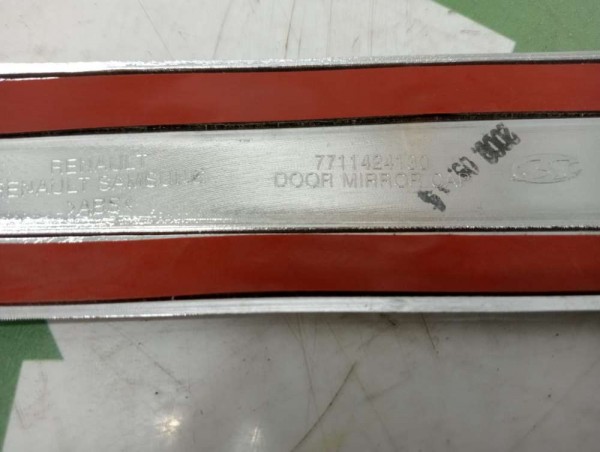 RENAULT
RENAULT SAMSUNG
>ABS<
7711424130
DOOR MIRROR